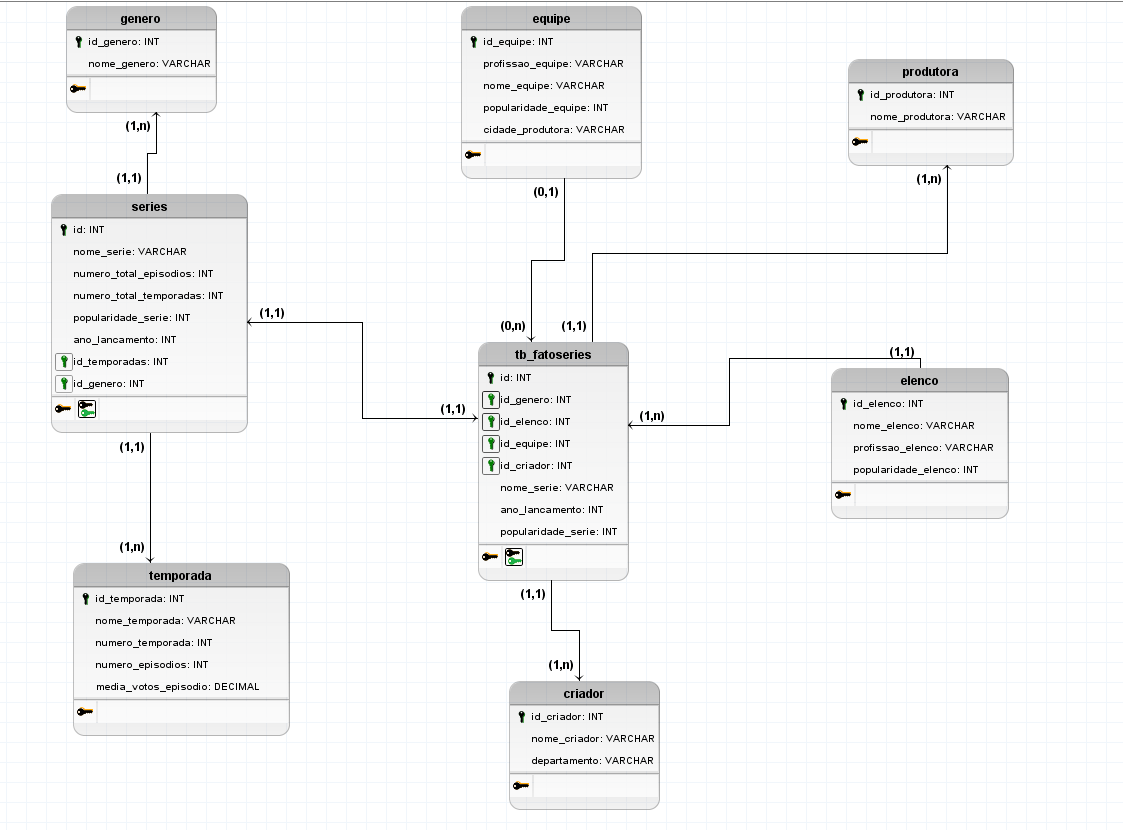 genero
id_genero: INT
nome_genero: VARCHAR
(1,n)
(1,1)
series
id: INT
nome_serie: VARCHAR
numero_total_episodios: INT
numero_total_temporadas: INT
popularidade_serie: INT
ano_lancamento: INT
id_temporadas: INT
id_genero: INT
(1,1)
(1,n)
temporada
id_temporada: INT
nome_temporada: VARCHAR
numero_temporada: INT
numero_episodios: INT
media_votos_episodio: DECIMAL
equipe
id_equipe: INT
profissao_equipe: VARCHAR
nome_equipe: VARCHAR
popularidade_equipe: INT
cidade_produtora: VARCHAR
(0,1)
(0,n)
(1,1)
(1,1)
(1,1)
tb_fatoseries
id: INT
id_genero: INT
id_elenco: INT
id_equipe: INT
id_criador: INT
nome_serie: VARCHAR
ano_lancamento: INT
popularidade_serie: INT
(1,1)
(1,n)
criador
id_criador: INT
nome_criador: VARCHAR
departamento: VARCHAR
produtora
id_produtora: INT
nome_produtora: VARCHAR
(1,n)
(1,1)
(1,n)
elenco
id_elenco: INT
nome_elenco: VARCHAR
profissao_elenco: VARCHAR
popularidade_elenco: INT